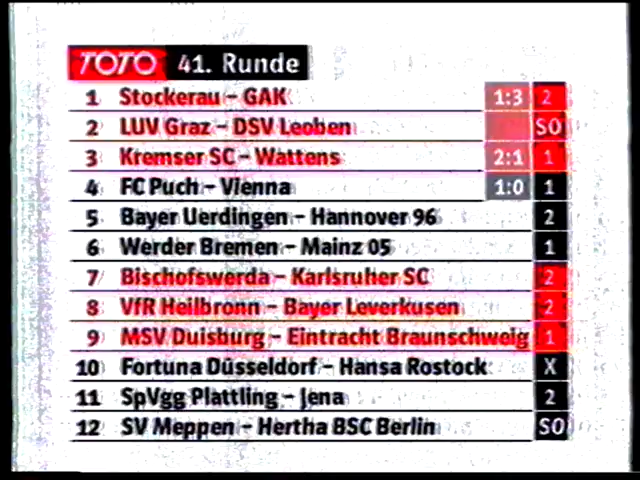 TOTO 41. Runde
1 Stockerau - GAK 1:3 2
2 LUV Graz - DSV Leoben SO
3 Kremser SC - Wattens 2:1 1
4 FC Puch - Vienna 1:0 1
5 Bayer Uerdingen - Hannover 96 2
6 Werder Bremen - Mainz 05 1
7 Bischofswerda - Karlsruher SC 2
8 VfR Heilbronn - Bayer Leverkusen 2
9 MSV Duisburg - Eintracht Braunschweig 1
10 Fortuna Düsseldorf - Hansa Rostock X
11 SpVgg Plattling - Jena 2
12 SV Meppen - Hertha BSC Berlin SO